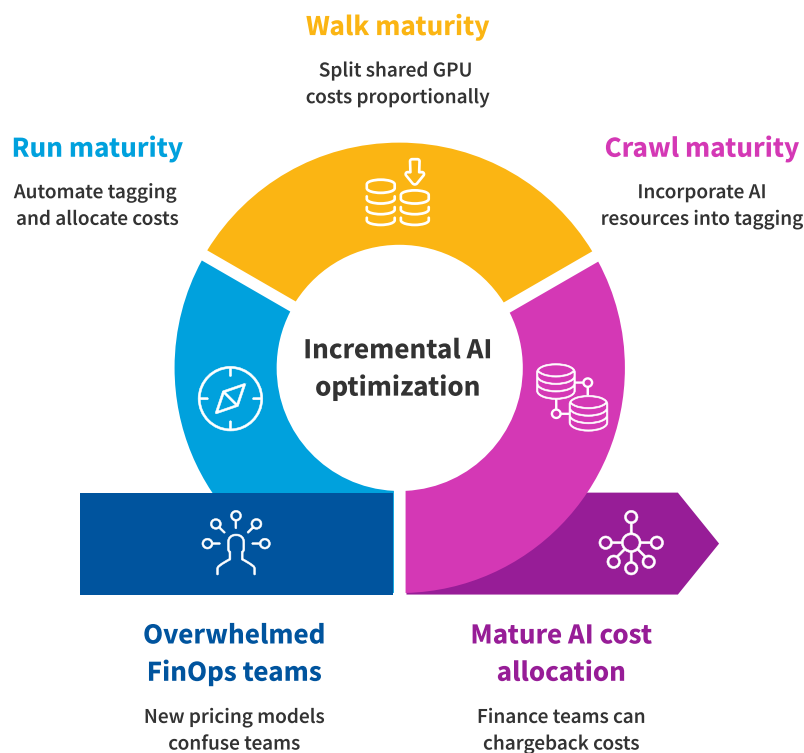 Walk maturity
Split shared GPU
costs proportionally
Run maturity
Automate tagging
and allocate costs
Crawl maturity
Incorporate AI
resources into tagging
Incremental AI
optimization
Overwhelmed
FinOps teams
New pricing models
confuse teams
Mature AI cost
allocation
Finance teams can
chargeback costs